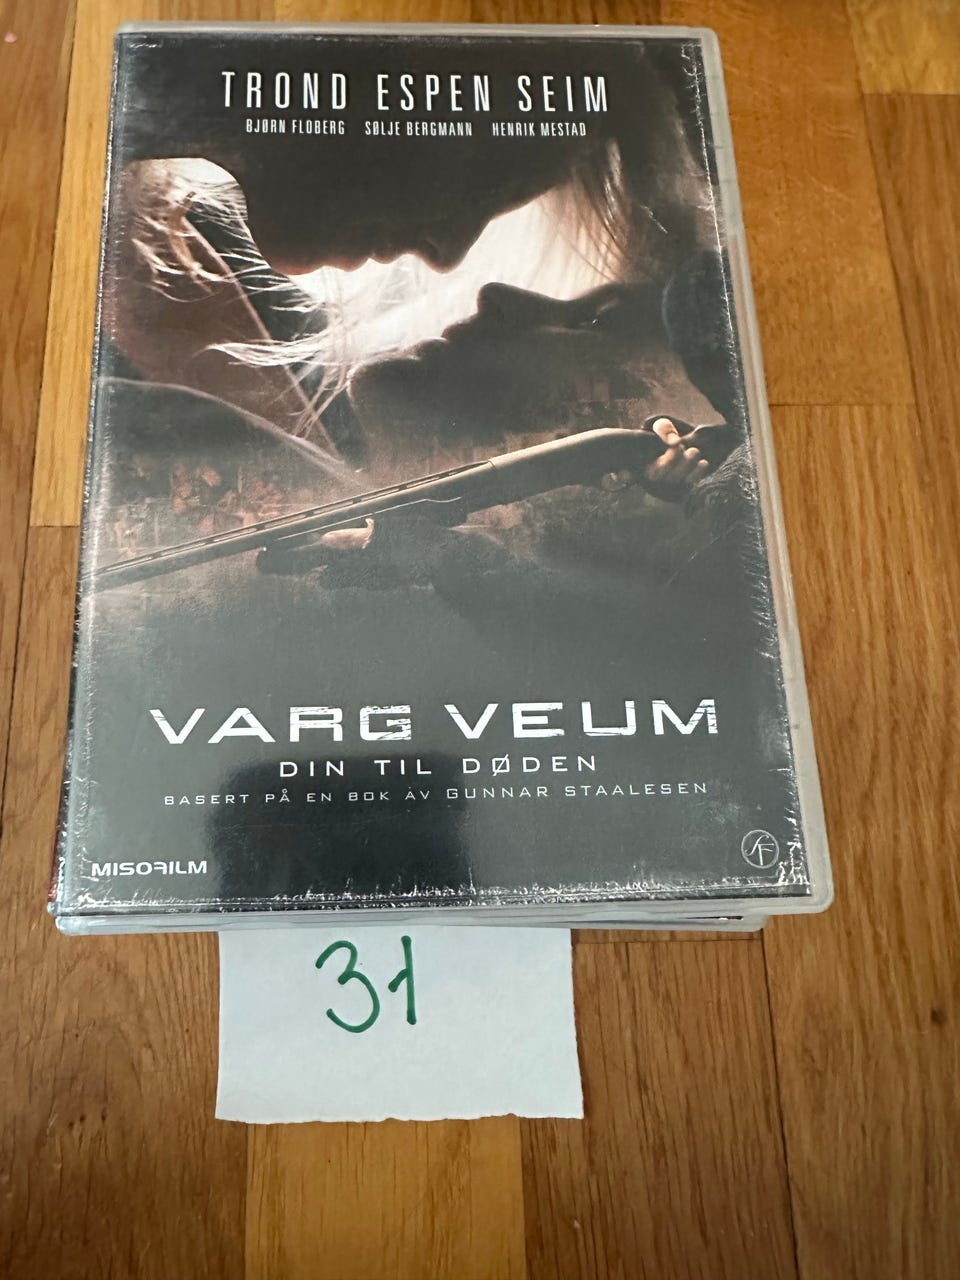 TROND ESPEN SEIM
BJØRN FLOBERG SØLJE BERGMANN HENRIK MESTAD
VARG VEUM
DIN TIL DØDEN
BASERT PÅ EN BOK AV GUNNAR STAALESEN
MISOFILM
SF
31